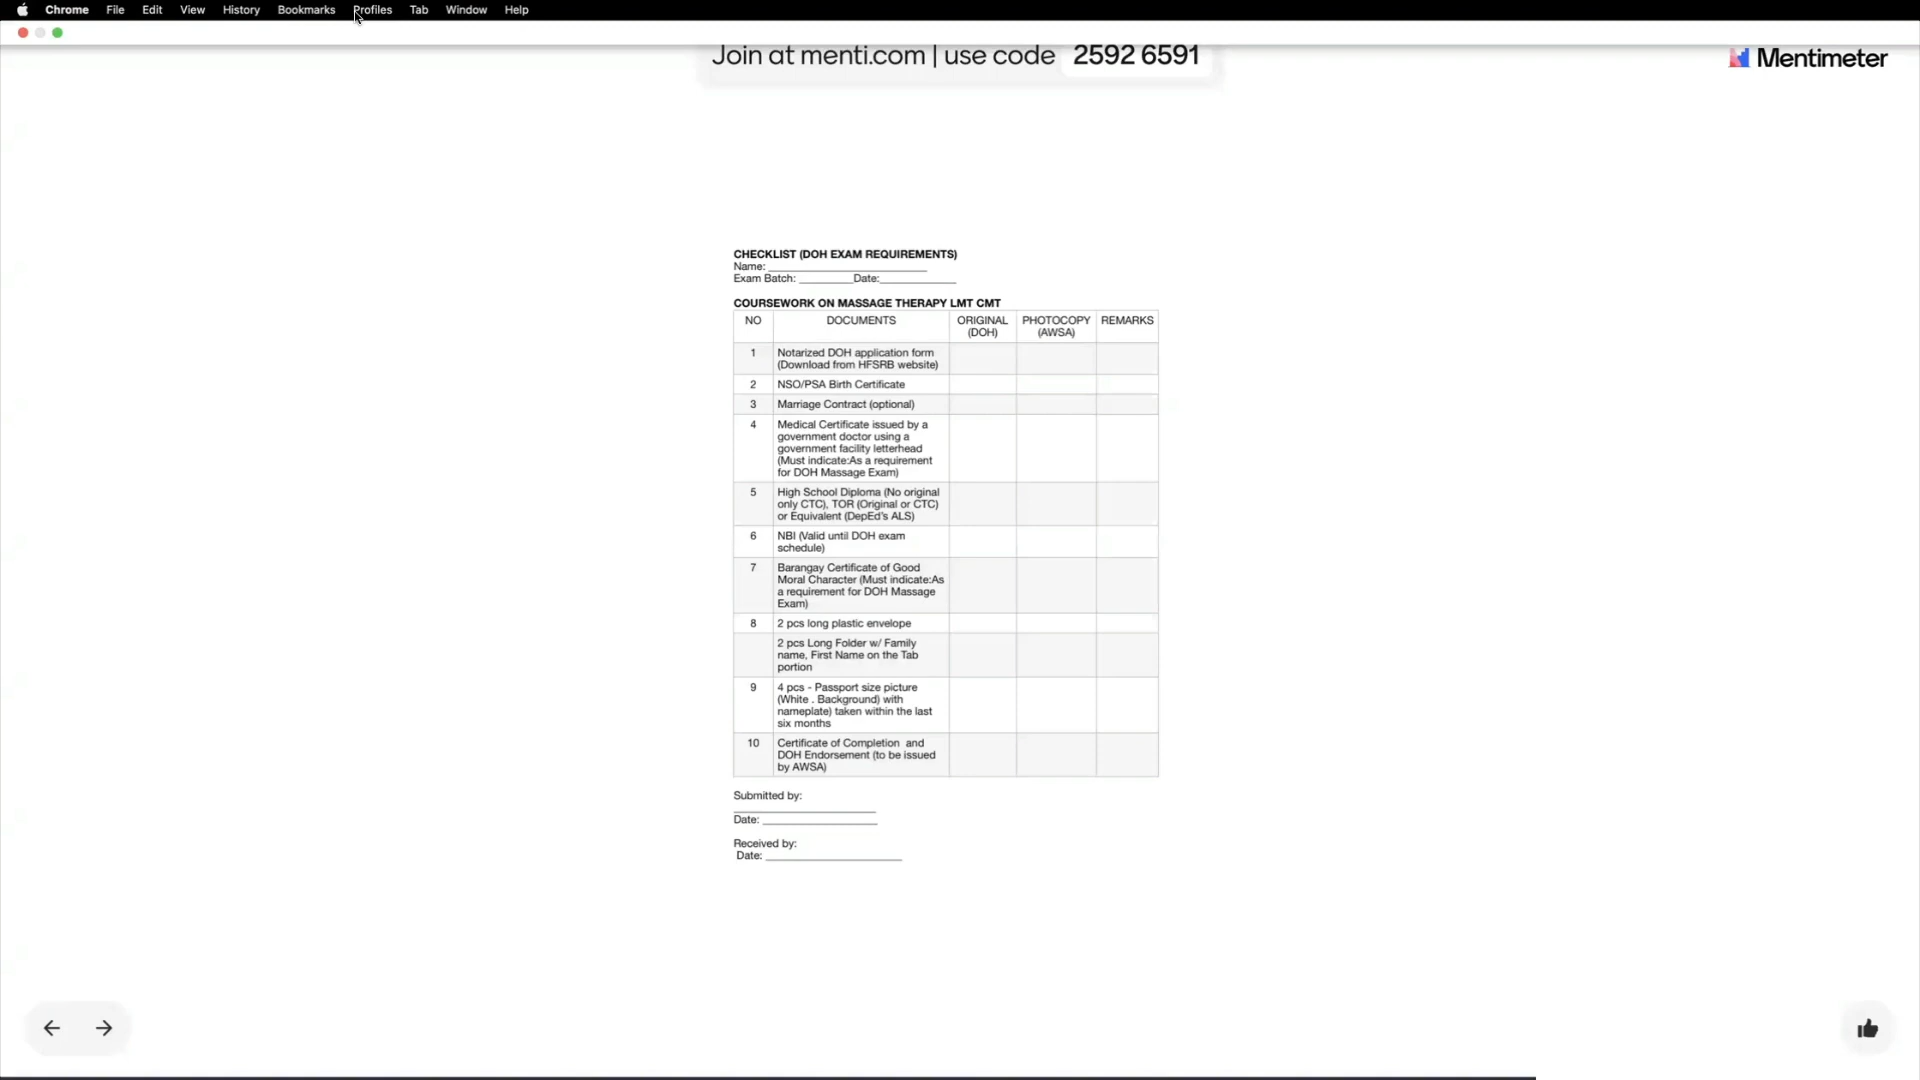 Chrome File Edit View History Bookmarks Profiles Tab Window Help
Join at menti.com | use code 2592 6591
Mentimeter
CHECKLIST (DOH EXAM REQUIREMENTS)
Name: ____________________________
Exam Batch: __________Date:_____________
COURSEWORK ON MASSAGE THERAPY LMT CMT
NO DOCUMENTS ORIGINAL (DOH) PHOTOCOPY (AWSA) REMARKS
1 Notarized DOH application form
(Download from HFSRB website)
2 NSO/PSA Birth Certificate
3 Marriage Contract (optional)
4 Medical Certificate issued by a
government doctor using a
government facility letterhead
(Must indicate:As a requirement
for DOH Massage Exam)
5 High School Diploma (No original
only CTC), TOR (Original or CTC)
or Equivalent (DepEd's ALS)
6 NBI (Valid until DOH exam
schedule)
7 Barangay Certificate of Good
Moral Character (Must indicate:As
a requirement for DOH Massage
Exam)
8 2 pcs long plastic envelope
2 pcs Long Folder w/ Family
name, First Name on the Tab
portion
9 4 pcs - Passport size picture
(White . Background) with
nameplate) taken within the last
six months
10 Certificate of Completion and
DOH Endorsement (to be issued
by AWSA)
Submitted by:
_________________________
Date: ____________________
Received by:
Date: ________________________